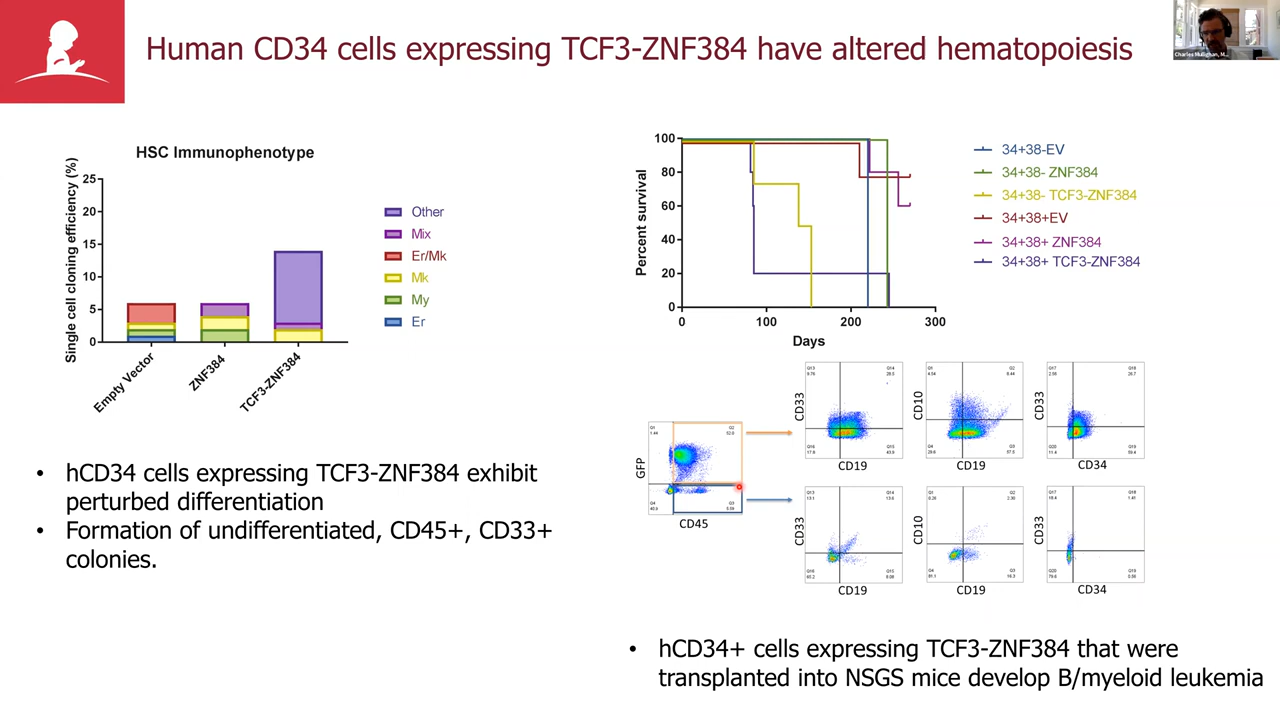 Human CD34 cells expressing TCF3-ZNF384 have altered hematopoiesis
Charles Mullighan, M...
HSC Immunophenotype
Single cell cloning efficiency (%)
25
20
15
10
5
0
Empty Vector
ZNF384
TCF3-ZNF384
Other
Mix
Er/Mk
Mk
My
Er
• hCD34 cells expressing TCF3-ZNF384 exhibit
perturbed differentiation
• Formation of undifferentiated, CD45+, CD33+
colonies.
Percent survival
100
80
60
40
20
0
0
100
200
300
Days
34+38-EV
34+38- ZNF384
34+38- TCF3-ZNF384
34+38+EV
34+38+ ZNF384
34+38+ TCF3-ZNF384
GFP
CD45
CD33
CD19
CD10
CD19
CD33
CD34
CD33
CD19
CD10
CD19
CD33
CD34
• hCD34+ cells expressing TCF3-ZNF384 that were
transplanted into NSGS mice develop B/myeloid leukemia